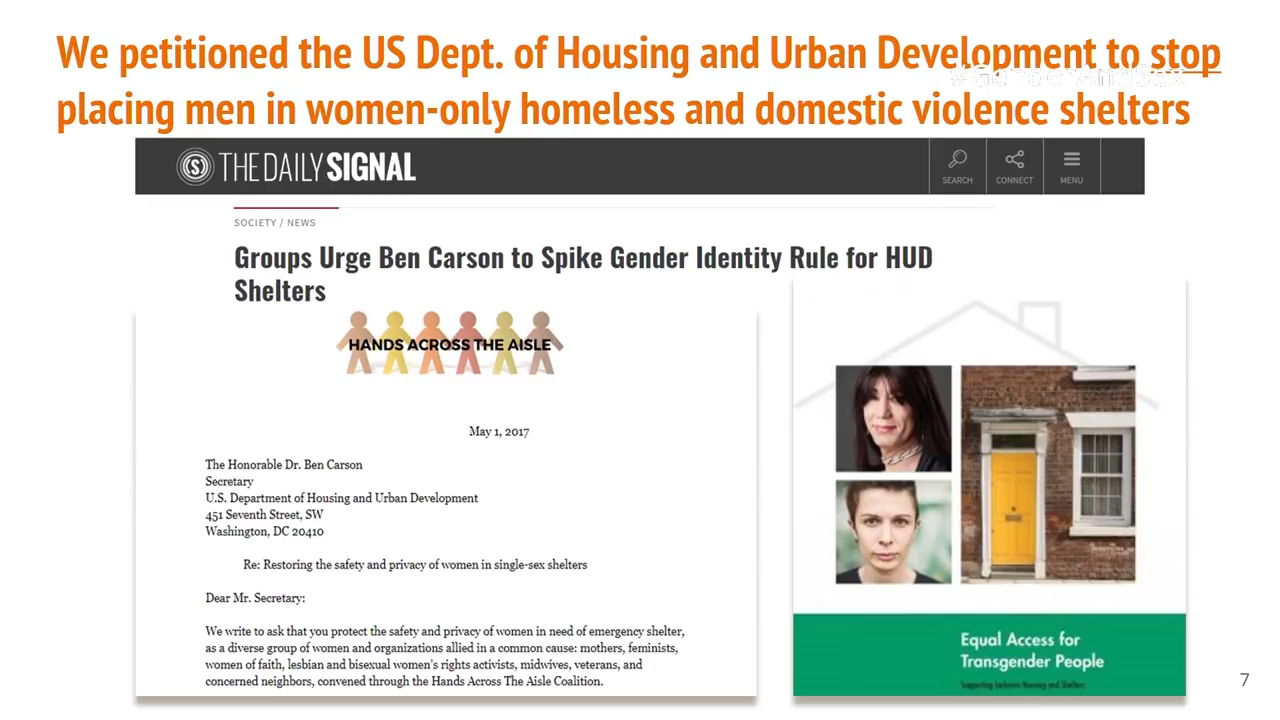 We petitioned the US Dept. of Housing and Urban Development to stop
#GenderAndSex
placing men in women-only homeless and domestic violence shelters
THE DAILY SIGNAL
SEARCH
CONNECT
MENU
SOCIETY / NEWS
Groups Urge Ben Carson to Spike Gender Identity Rule for HUD
Shelters
HANDS ACROSS THE AISLE
May 1, 2017
The Honorable Dr. Ben Carson
Secretary
U.S. Department of Housing and Urban Development
451 Seventh Street, SW
Washington, DC 20410
Re: Restoring the safety and privacy of women in single-sex shelters
Dear Mr. Secretary:
We write to ask that you protect the safety and privacy of women in need of emergency shelter,
as a diverse group of women and organizations allied in a common cause: mothers, feminists,
women of faith, lesbian and bisexual women's rights activists, midwives, veterans, and
concerned neighbors, convened through the Hands Across The Aisle Coalition.
Equal Access for
Transgender People
Supporting Inclusive Housing and Shelters
7